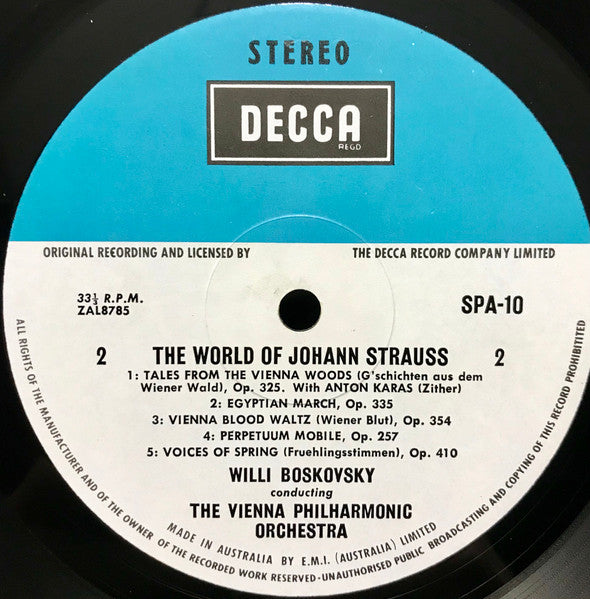 STEREO
DECCA
REGD
ORIGINAL RECORDING AND LICENSED BY THE DECCA RECORD COMPANY LIMITED
33⅓ R.P.M.
ZAL8785
SPA-10
2 THE WORLD OF JOHANN STRAUSS 2
1: TALES FROM THE VIENNA WOODS (G'schichten aus dem
Wiener Wald), Op. 325. With ANTON KARAS (Zither)
2: EGYPTIAN MARCH, Op. 335
3: VIENNA BLOOD WALTZ (Wiener Blut), Op. 354
4: PERPETUUM MOBILE, Op. 257
5: VOICES OF SPRING (Fruehlingsstimmen), Op. 410
WILLI BOSKOVSKY
conducting
THE VIENNA PHILHARMONIC
ORCHESTRA
MADE IN AUSTRALIA BY E.M.I. (AUSTRALIA) LIMITED
ALL RIGHTS OF THE MANUFACTURER AND OF THE OWNER OF THE RECORDED WORK RESERVED-UNAUTHORISED PUBLIC BROADCASTING AND COPYING OF THIS RECORD PROHIBITITED